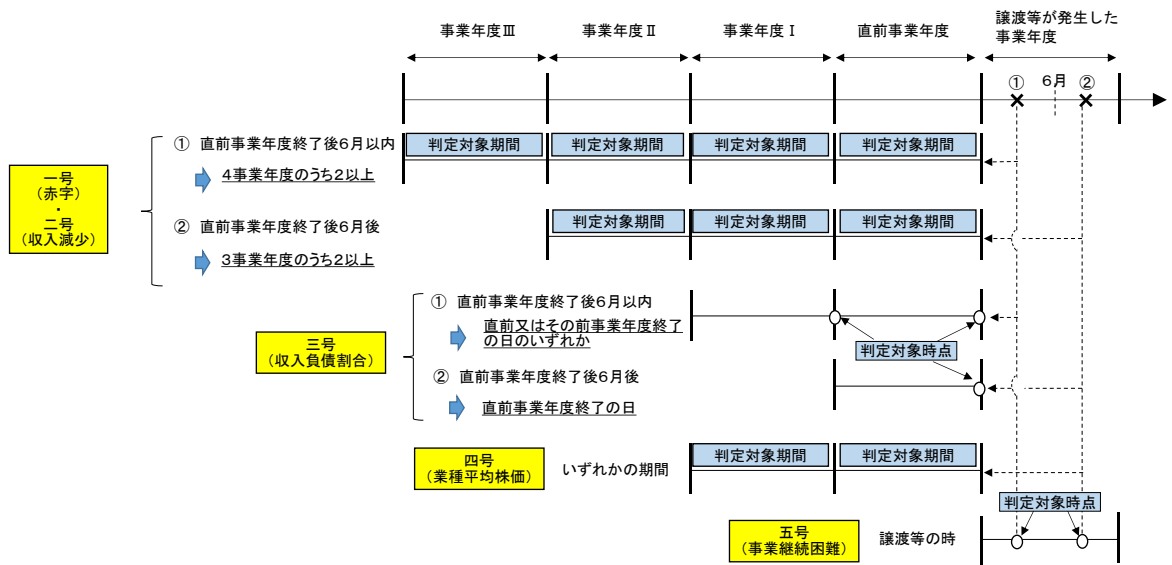 事業年度Ⅲ
事業年度Ⅱ
事業年度Ⅰ
直前事業年度
譲渡等が発生した
事業年度
①
6月
②
一号
(赤字)
・
二号
(収入減少)
① 直前事業年度終了後6月以内
4事業年度のうち2以上
判定対象期間
判定対象期間
判定対象期間
判定対象期間
② 直前事業年度終了後6月後
3事業年度のうち2以上
判定対象期間
判定対象期間
判定対象期間
三号
(収入負債割合)
① 直前事業年度終了後6月以内
直前又はその前事業年度終了
の日のいずれか
判定対象時点
② 直前事業年度終了後6月後
直前事業年度終了の日
四号
(業種平均株価)
いずれかの期間
判定対象期間
判定対象期間
五号
(事業継続困難)
譲渡等の時
判定対象時点